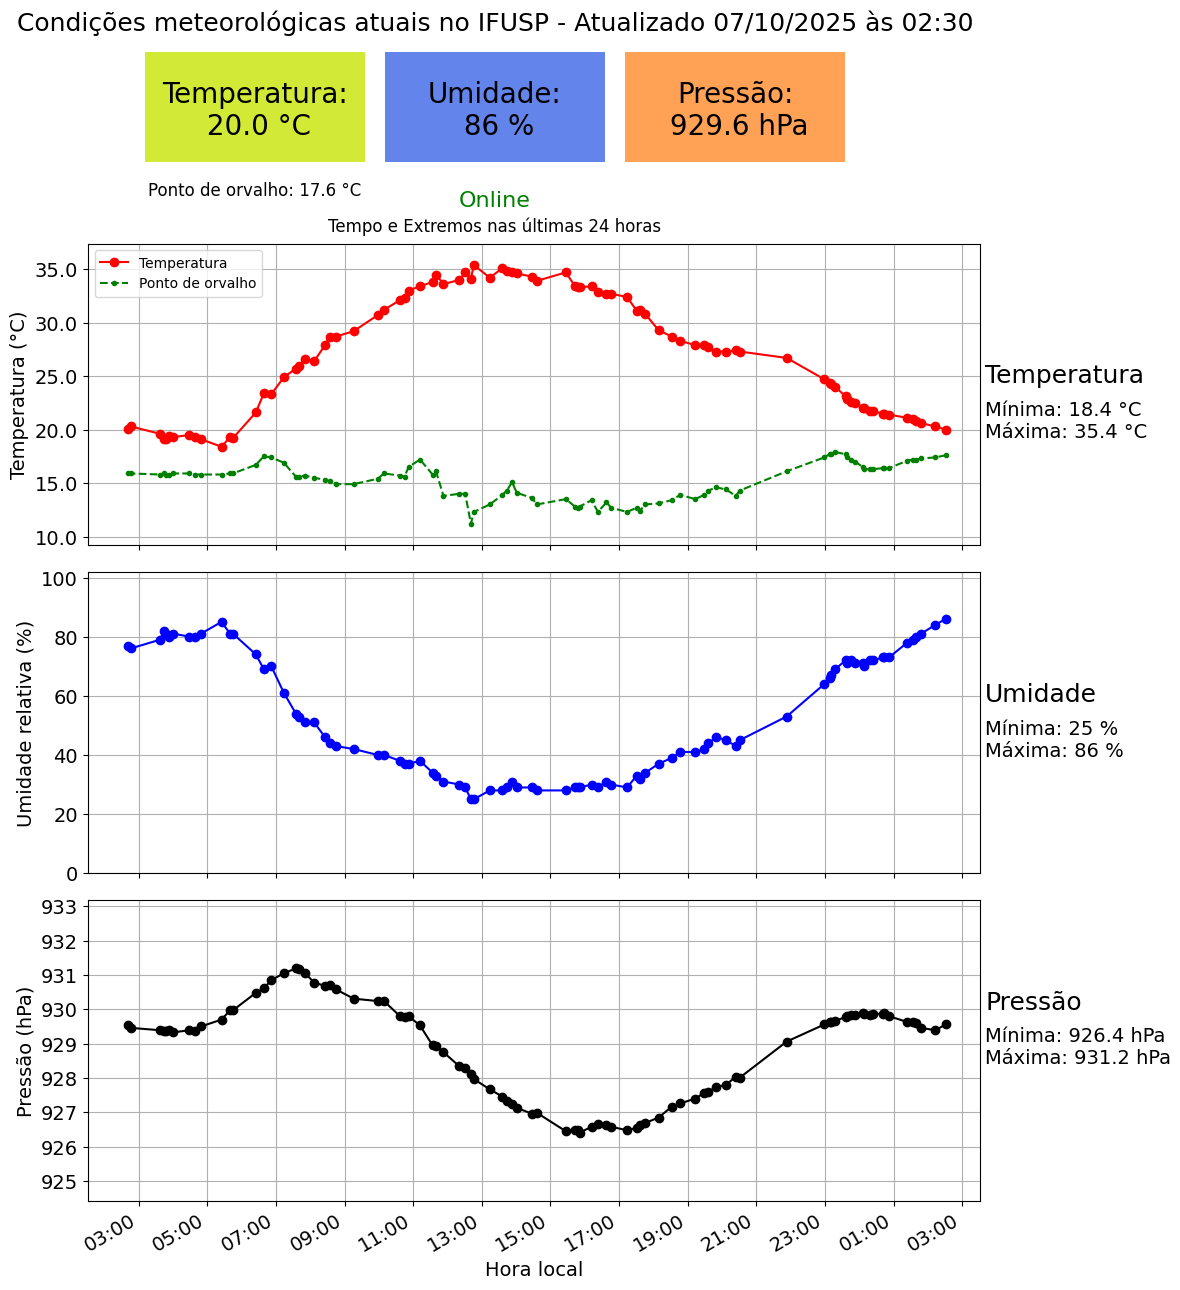 Condições meteorológicas atuais no IFUSP - Atualizado 07/10/2025 às 02:30
Temperatura:
20.0 °C
Umidade:
86 %
Pressão:
929.6 hPa
Ponto de orvalho: 17.6 °C
Online
Tempo e Extremos nas últimas 24 horas
Temperatura
Ponto de orvalho
Temperatura (°C)
35.0
30.0
25.0
20.0
15.0
10.0
Temperatura
Mínima: 18.4 °C
Máxima: 35.4 °C
Umidade relativa (%)
100
80
60
40
20
0
Umidade
Mínima: 25 %
Máxima: 86 %
Pressão (hPa)
933
932
931
930
929
928
927
926
925
Pressão
Mínima: 926.4 hPa
Máxima: 931.2 hPa
03:00
05:00
07:00
09:00
11:00
13:00
15:00
17:00
19:00
21:00
23:00
01:00
03:00
Hora local